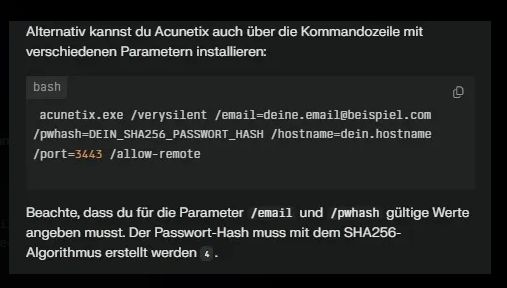 Alternativ kannst du Acunetix auch über die Kommandozeile mit
verschiedenen Parametern installieren:
bash
acunetix.exe /verysilent /email=deine.email@beispiel.com
/pwhash=DEIN_SHA256_PASSWORT_HASH /hostname=dein.hostname
/port=3443 /allow-remote
Beachte, dass du für die Parameter /email und /pwhash gültige Werte
angeben musst. Der Passwort-Hash muss mit dem SHA256-
Algorithmus erstellt werden 4 .